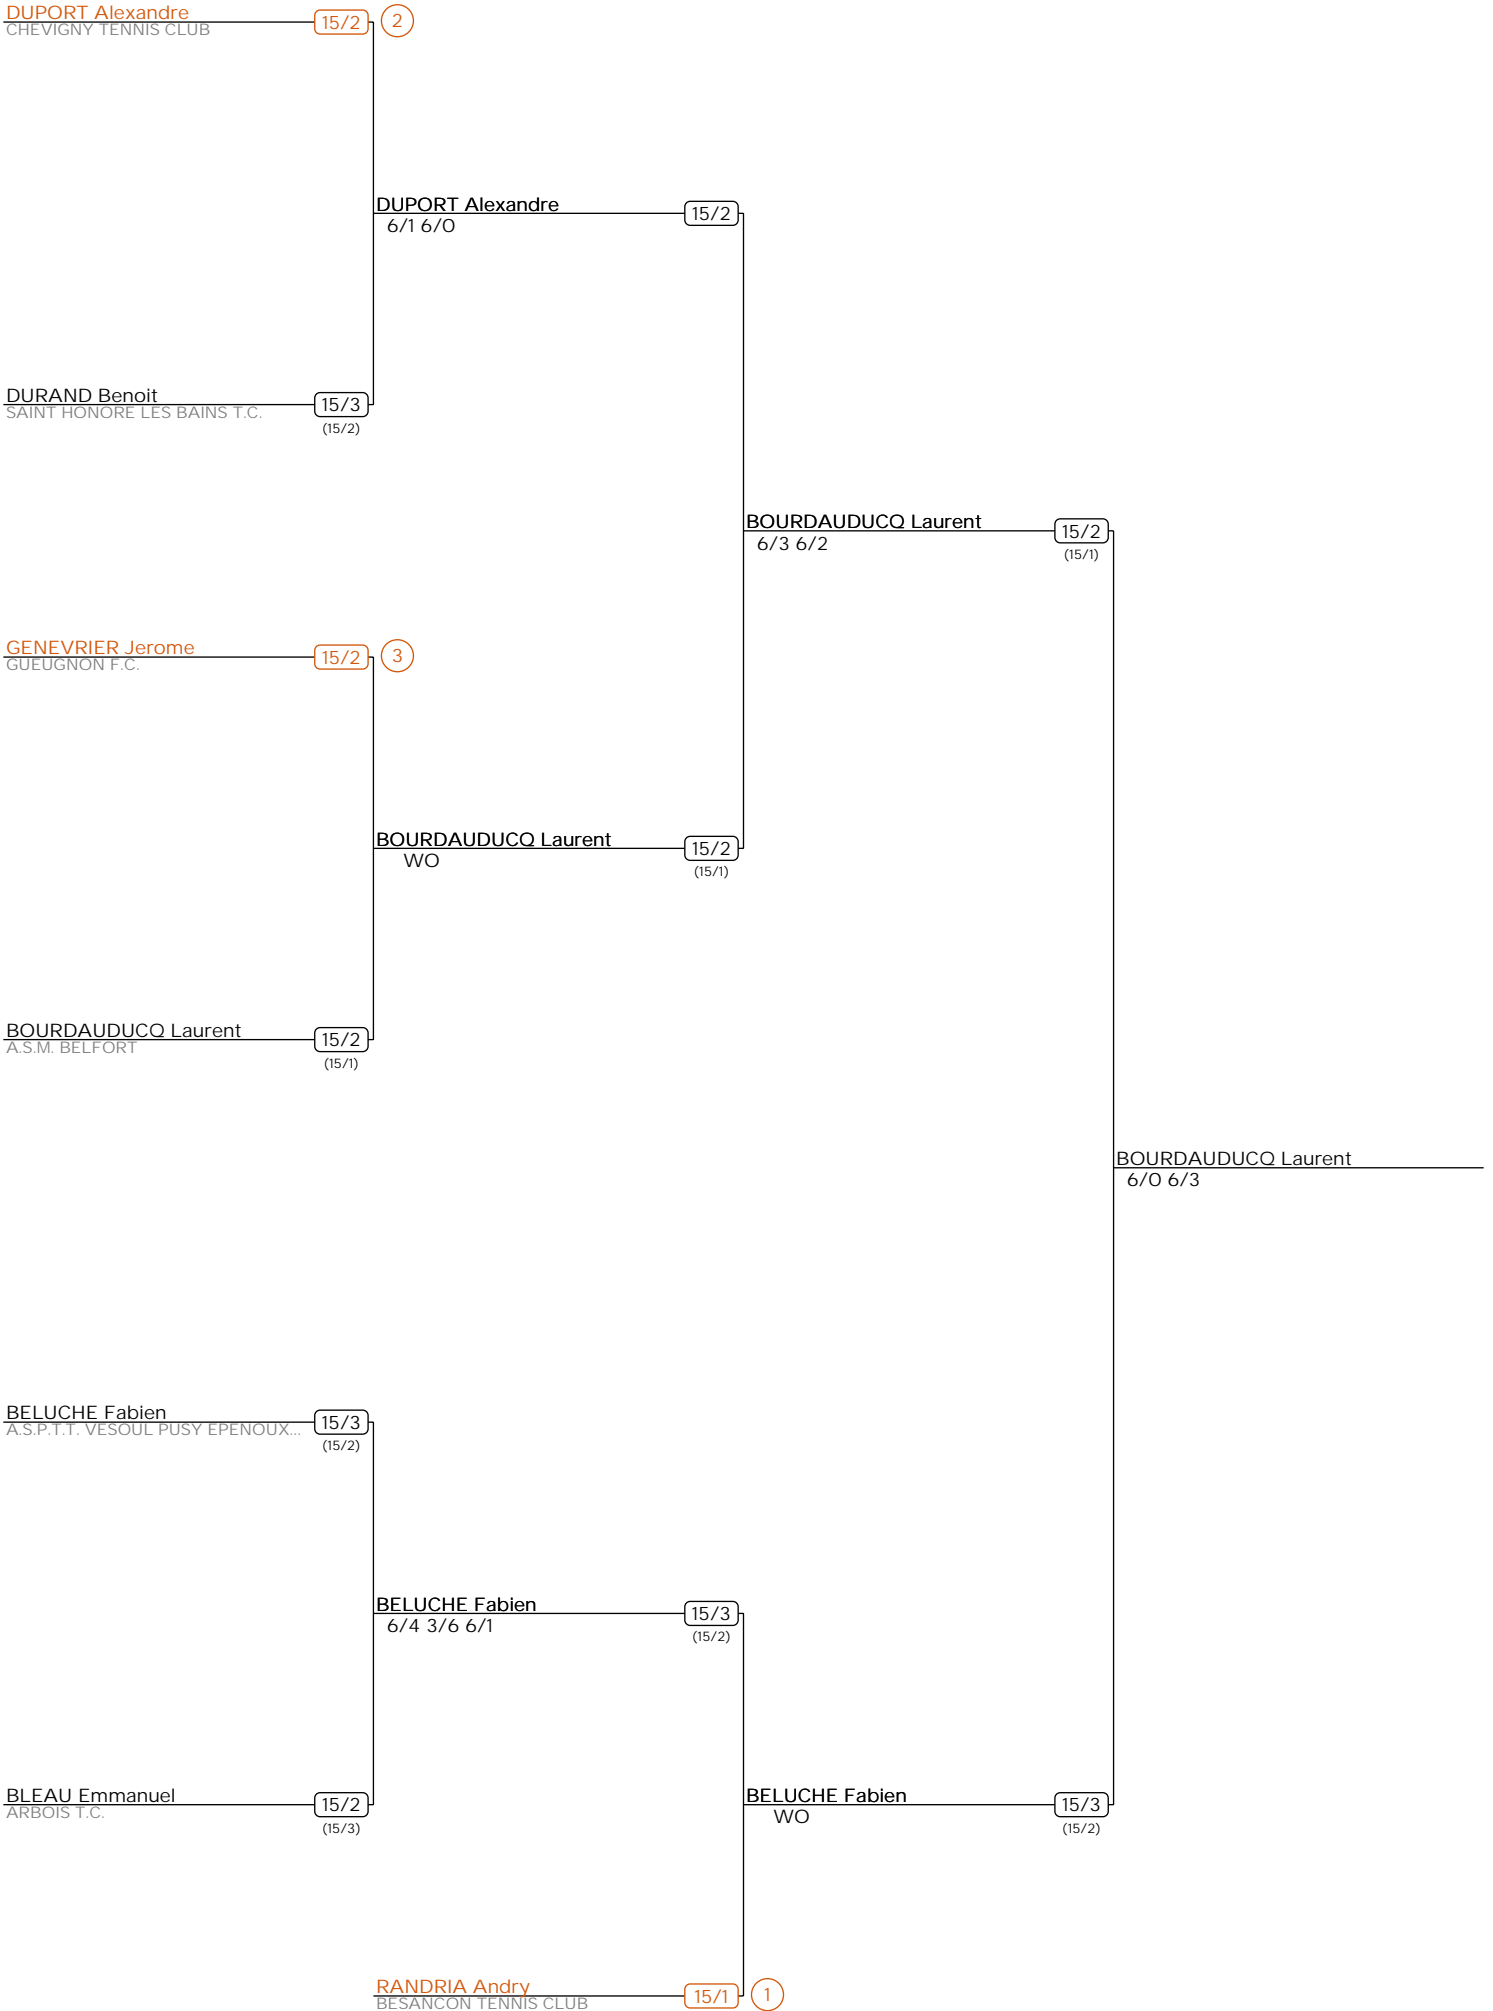 DUPORT Alexandre
CHEVIGNY TENNIS CLUB
15/2
2
DUPORT Alexandre
6/1 6/0
15/2
DURAND Benoit
SAINT HONORE LES BAINS T.C.
15/3
(15/2)
BOURDAUDUCQ Laurent
6/3 6/2
15/2
(15/1)
GENEVRIER Jerome
GUEUGNON F.C.
15/2
3
BOURDAUDUCQ Laurent
WO
15/2
(15/1)
BOURDAUDUCQ Laurent
A.S.M. BELFORT
15/2
(15/1)
BOURDAUDUCQ Laurent
6/0 6/3
BELUCHE Fabien
A.S.P.T.T. VESOUL PUSY EPENOUX...
15/3
(15/2)
BELUCHE Fabien
6/4 3/6 6/1
15/3
(15/2)
BLEAU Emmanuel
ARBOIS T.C.
15/2
(15/3)
BELUCHE Fabien
WO
15/3
(15/2)
RANDRIA Andry
BESANCON TENNIS CLUB
15/1
1